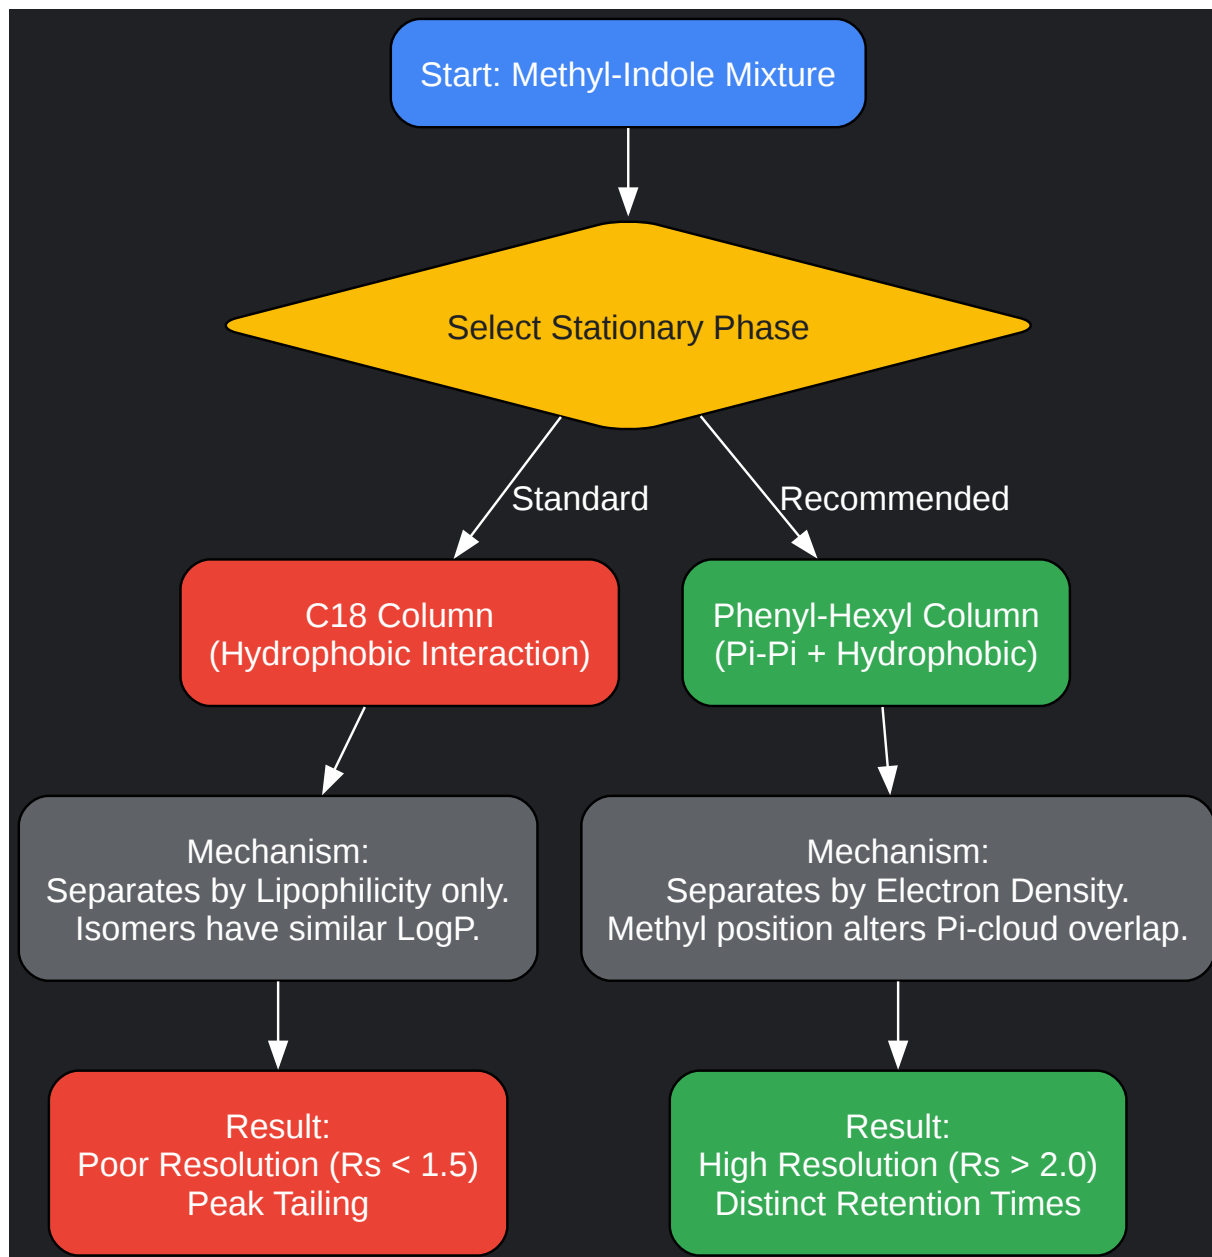 Start: Methyl-Indole Mixture
Select Stationary Phase
Standard
Recommended
C18 Column
(Hydrophobic Interaction)
Phenyl-Hexyl Column
(Pi-Pi + Hydrophobic)
Mechanism:
Separates by Lipophilicity only.
Isomers have similar LogP.
Mechanism:
Separates by Electron Density.
Methyl position alters Pi-cloud overlap.
Result:
Poor Resolution (Rs < 1.5)
Peak Tailing
Result:
High Resolution (Rs > 2.0)
Distinct Retention Times